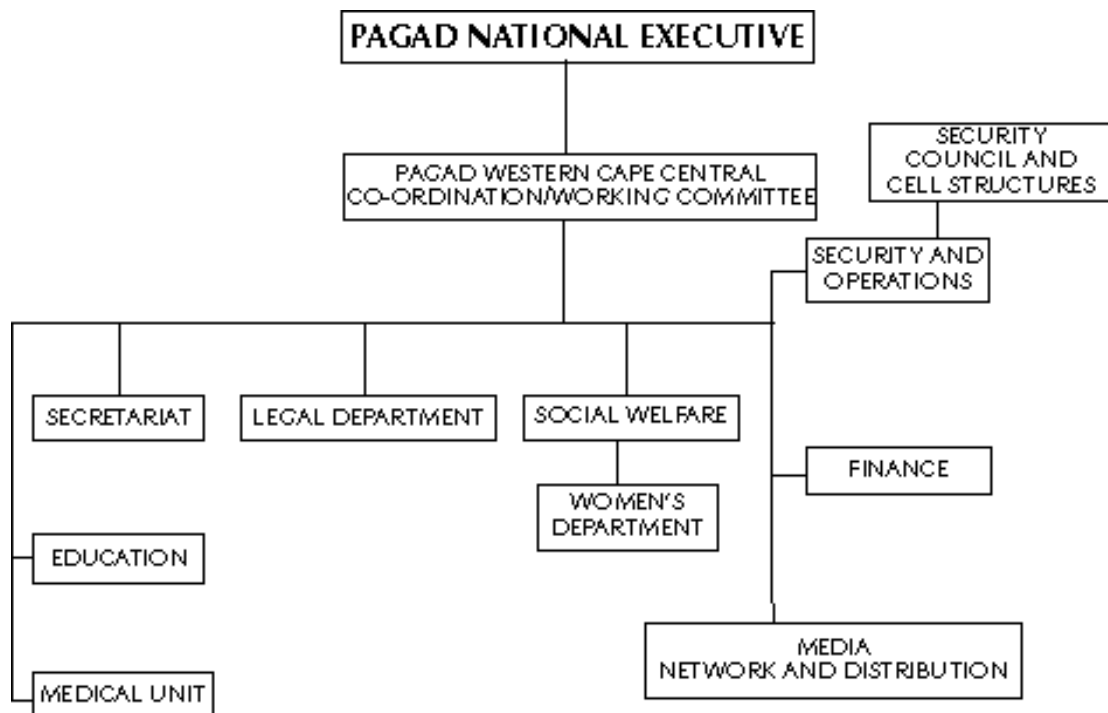 PAGAD NATIONAL EXECUTIVE
SECURITY
COUNCIL AND
CELL STRUCTURES
PAGAD WESTERN CAPE CENTRAL
CO-ORDINATION/WORKING COMMITTEE
SECURITY AND
OPERATIONS
SECRETARIAT
LEGAL DEPARTMENT
SOCIAL WELFARE
FINANCE
WOMEN'S
DEPARTMENT
EDUCATION
MEDIA
NETWORK AND DISTRIBUTION
MEDICAL UNIT